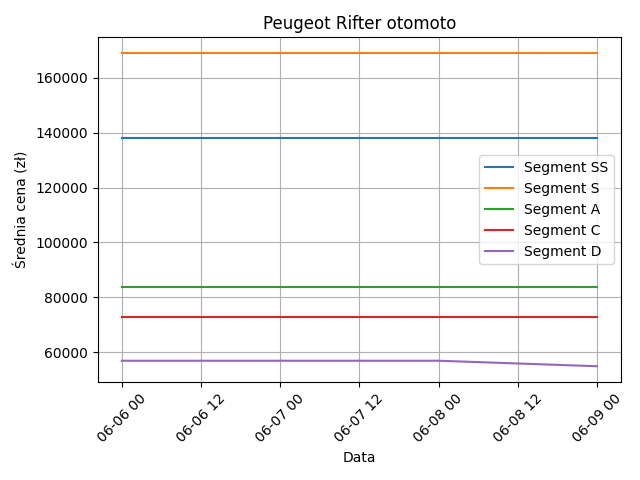 Peugeot Rifter otomoto
160000
140000
120000
100000
80000
60000
Średnia cena (zł)
Segment SS
Segment S
Segment A
Segment C
Segment D
06-06 00
06-06 12
06-07 00
06-07 12
06-08 00
06-08 12
06-09 00
Data